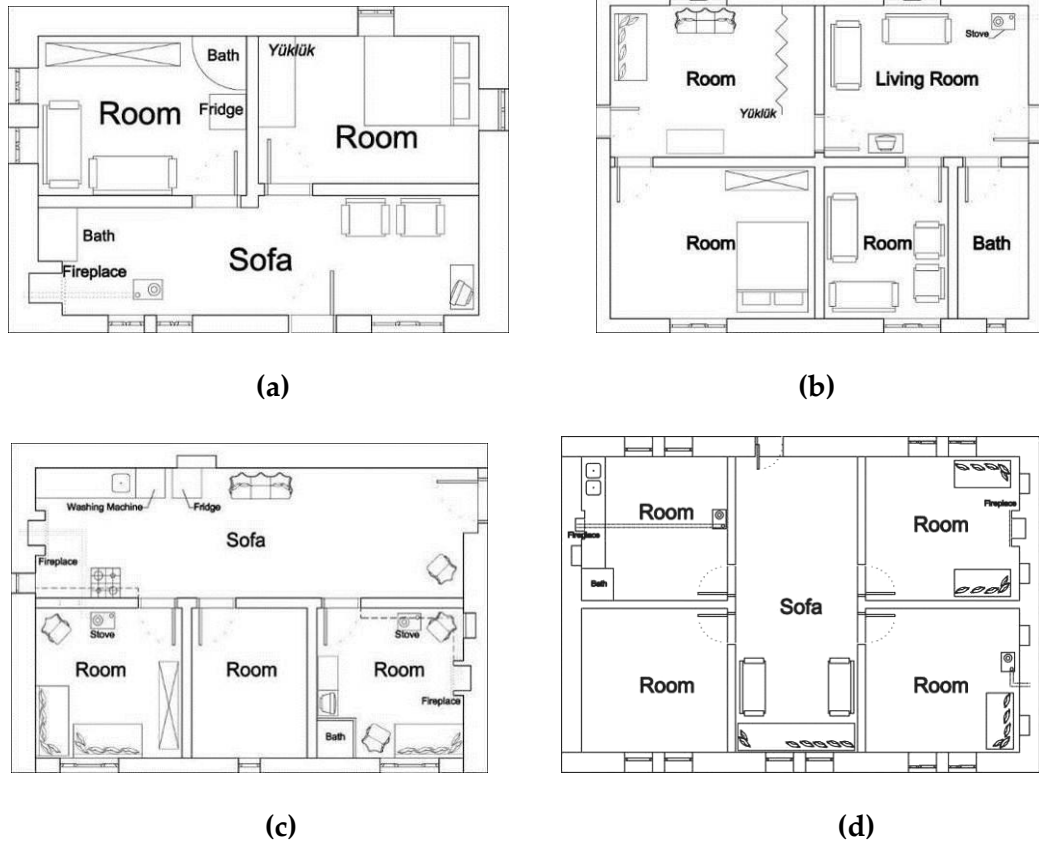 Bath
Yüklük
Room
Fridge
Room
Bath
Sofa
Fireplace
(a)
Stove
Room
Living Room
Yüklük
Room
Room
Bath
(b)
Washing Machine
Fridge
Sofa
Fireplace
Stove
Stove
Room
Room
Room
Fireplace
Bath
(c)
Room
Fireplace
Room
Fireplace
Bath
Sofa
Room
Room
(d)